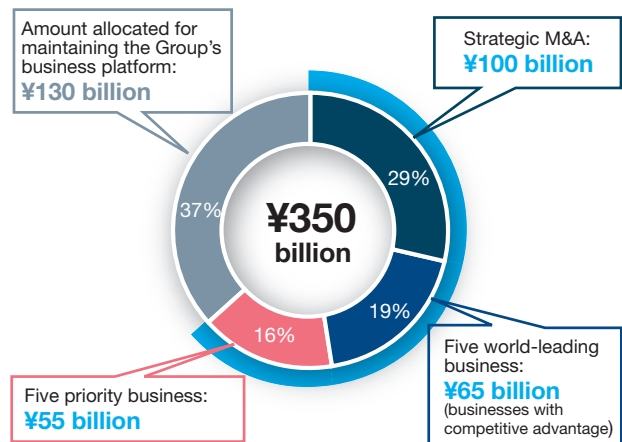 Amount allocated for
maintaining the Group's
business platform:
¥130 billion
Strategic M&A:
¥100 billion
29%
37%
¥350
billion
19%
16%
Five priority business:
¥55 billion
Five world-leading
business:
¥65 billion
(businesses with
competitive advantage)